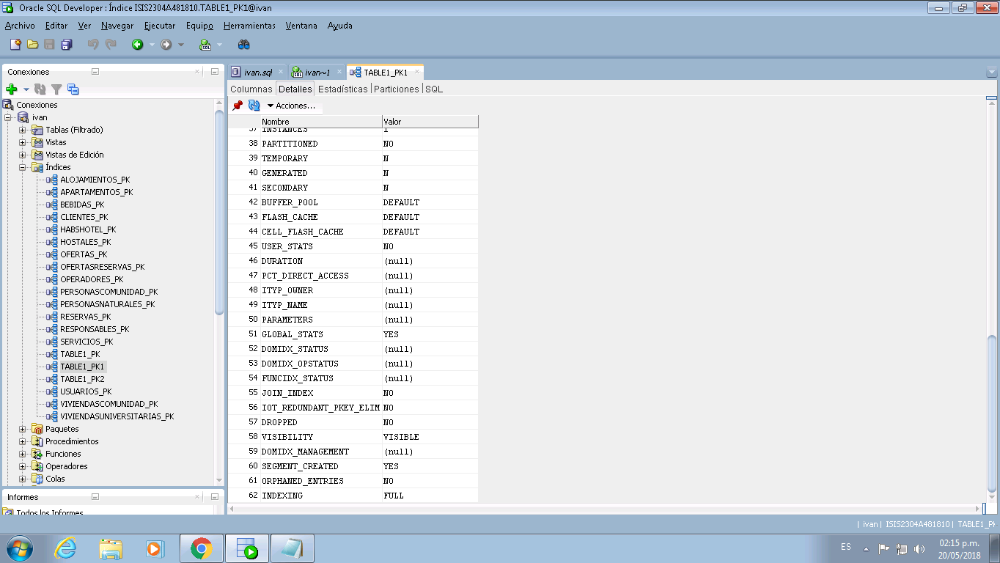 Oracle SQL Developer : Índice ISIS2304A481810.TABLE1_PK1@ivan
Archivo Editar Ver Navegar Ejecutar Equipo Herramientas Ventana Ayuda
Conexiones
Conexiones
ivan
Tablas (Filtrado)
Vistas
Vistas de Edición
Índices
ALOJAMIENTOS_PK
APARTAMENTOS_PK
BEBIDAS_PK
CLIENTES_PK
HABSHOTEL_PK
HOSTALES_PK
OFERTAS_PK
OFERTASRESERVAS_PK
OPERADORES_PK
PERSONASCOMUNIDAD_PK
PERSONASNATURALES_PK
RESERVAS_PK
RESPONSABLES_PK
SERVICIOS_PK
TABLE1_PK
TABLE1_PK1
TABLE1_PK2
USUARIOS_PK
VIVIENDASCOMUNIDAD_PK
VIVIENDASUNIVERSITARIAS_PK
Paquetes
Procedimientos
Funciones
Operadores
Colas
Informes
Todos los Informes
ivan.sql ivan~1 TABLE1_PK1
Columnas Detalles Estadísticas Particiones SQL
Acciones...
Nombre Valor
37 INSTANCES 1
38 PARTITIONED NO
39 TEMPORARY N
40 GENERATED N
41 SECONDARY N
42 BUFFER_POOL DEFAULT
43 FLASH_CACHE DEFAULT
44 CELL_FLASH_CACHE DEFAULT
45 USER_STATS NO
46 DURATION (null)
47 PCT_DIRECT_ACCESS (null)
48 ITYP_OWNER (null)
49 ITYP_NAME (null)
50 PARAMETERS (null)
51 GLOBAL_STATS YES
52 DOMIDX_STATUS (null)
53 DOMIDX_OPSTATUS (null)
54 FUNCIDX_STATUS (null)
55 JOIN_INDEX NO
56 IOT_REDUNDANT_PKEY_ELIM NO
57 DROPPED NO
58 VISIBILITY VISIBLE
59 DOMIDX_MANAGEMENT (null)
60 SEGMENT_CREATED YES
61 ORPHANED_ENTRIES NO
62 INDEXING FULL
| ivan | ISIS2304A481810 | TABLE1_PK
ES
02:15 p.m.
20/05/2018